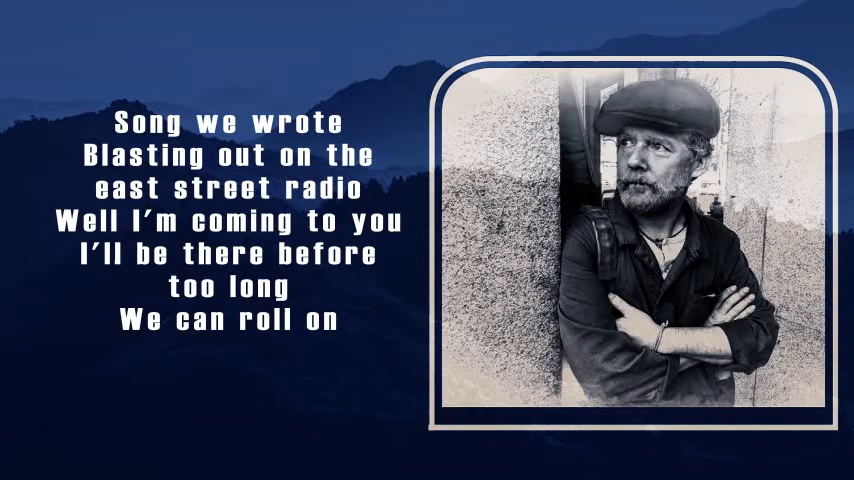 Song we wrote
Blasting out on the
east street radio
Well I'm coming to you
I'll be there before
too long
We can roll on